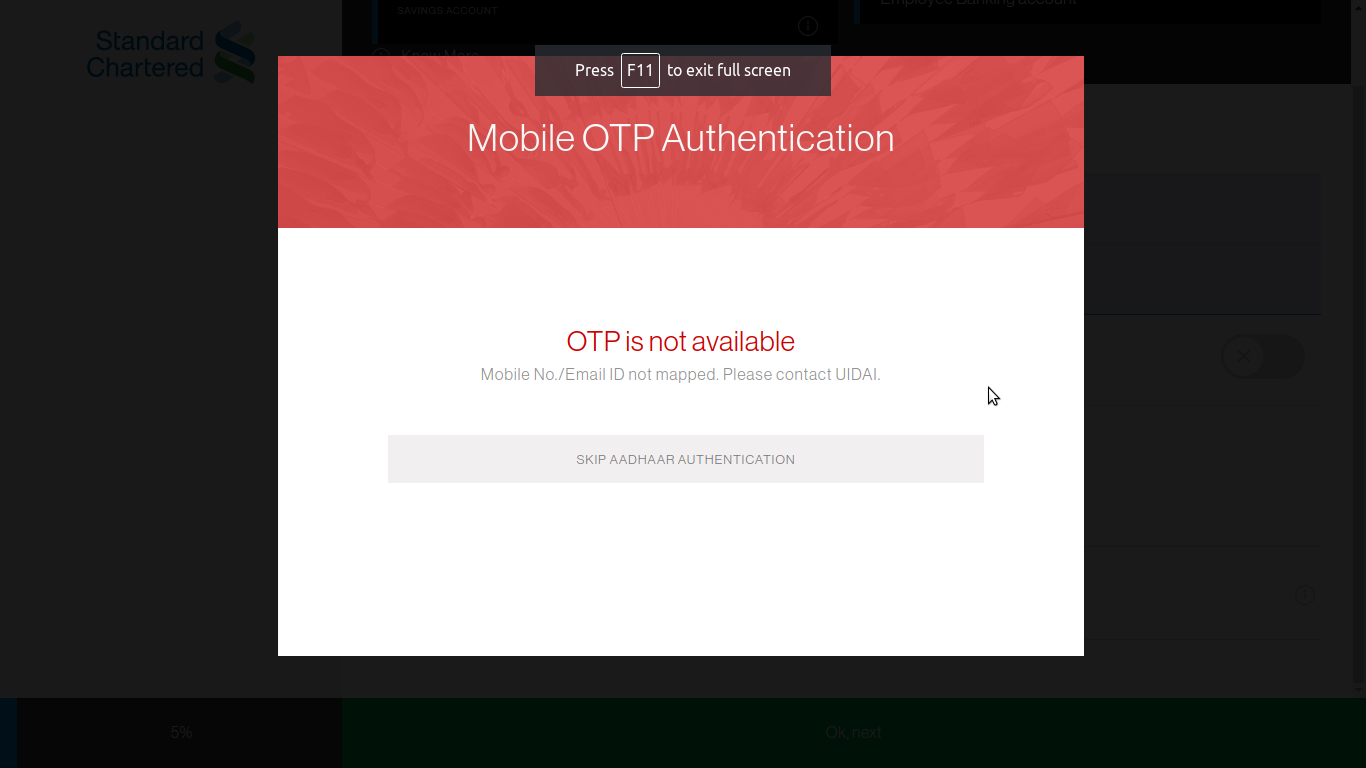 SAVINGS ACCOUNT
Employee Banking account
Standard
Chartered
Know More
Press F11 to exit full screen
Mobile OTP Authentication
OTP is not available
Mobile No./Email ID not mapped. Please contact UIDAI.
SKIP AADHAAR AUTHENTICATION
5%
Ok, next